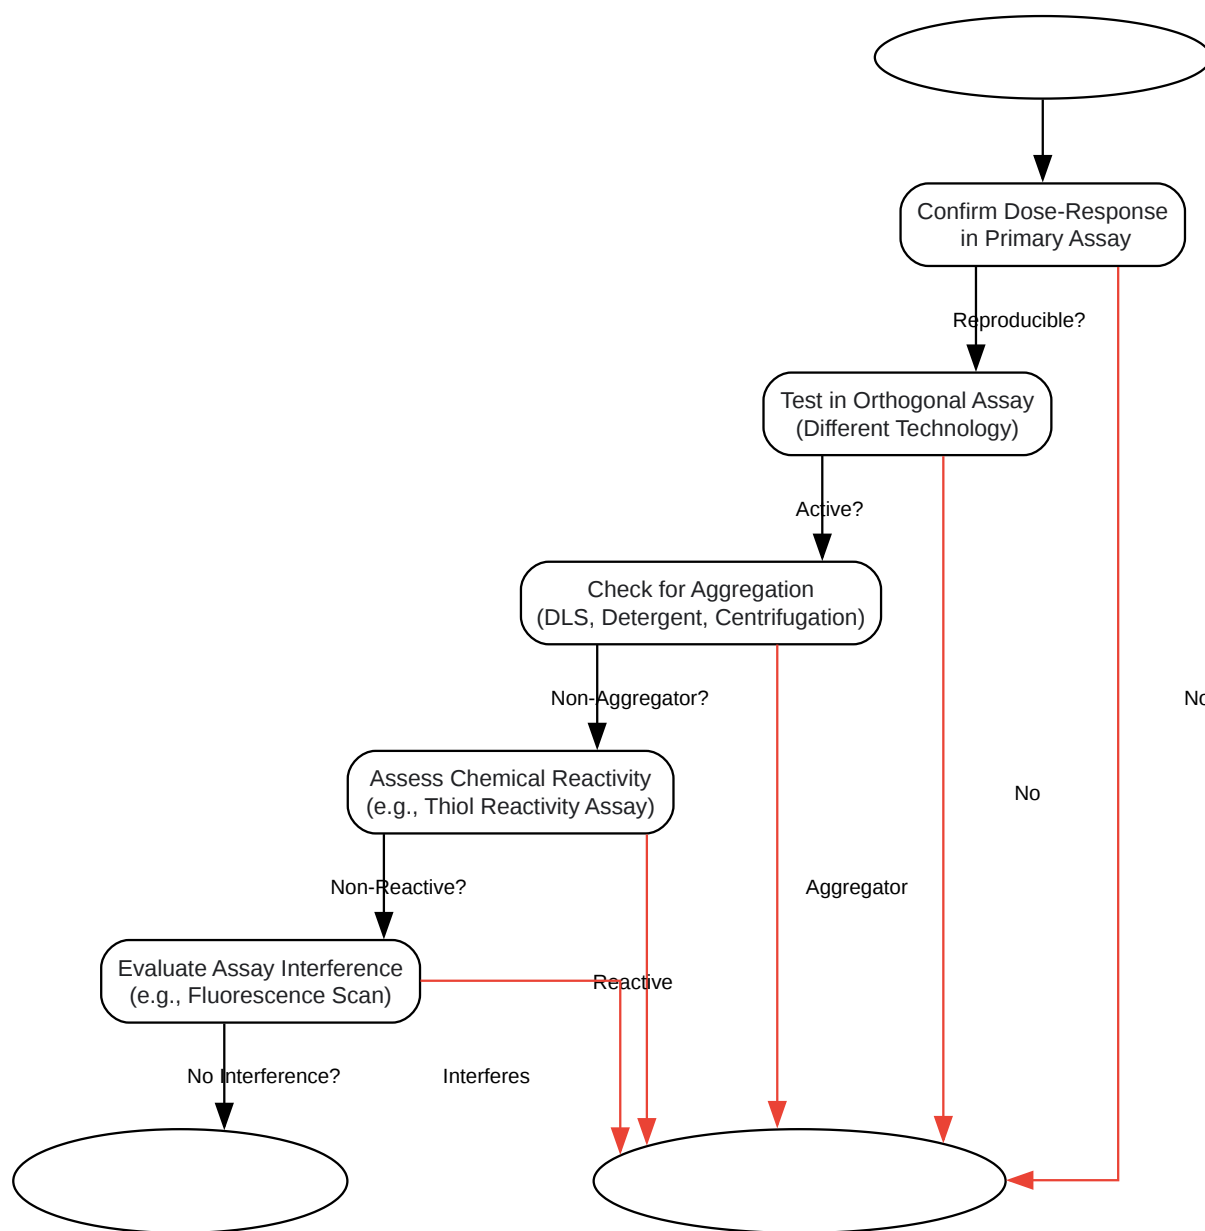 Confirm Dose-Response
in Primary Assay
Reproducible?
Test in Orthogonal Assay
(Different Technology)
Active?
Check for Aggregation
(DLS, Detergent, Centrifugation)
Non-Aggregator?
No
Assess Chemical Reactivity
(e.g., Thiol Reactivity Assay)
No
Non-Reactive?
Aggregator
Evaluate Assay Interference
(e.g., Fluorescence Scan)
Reactive
No Interference?
Interferes